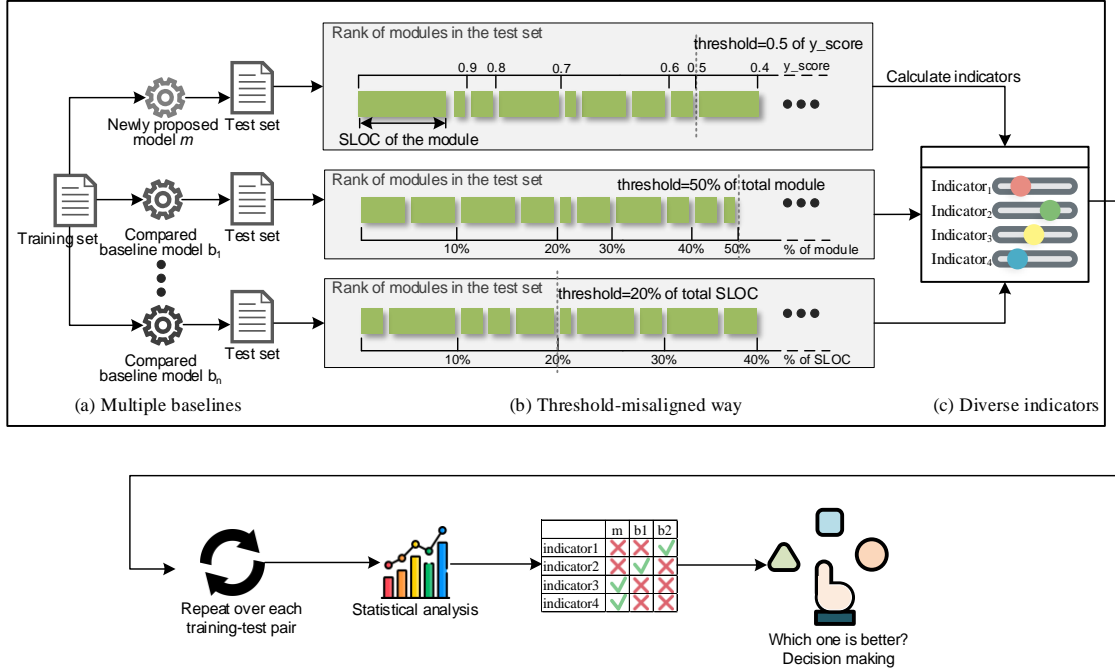 Rank of modules in the test set
threshold=0.5 of y_score
0.9 0.8 0.7 0.6 0.5 0.4 y_score
SLOC of the module
Newly proposed
model m
Test set
Calculate indicators
Training set
Rank of modules in the test set
threshold=50% of total module
10% 20% 30% 40% 50% % of module
Compared
baseline model b1
Test set
Indicator1
Indicator2
Indicator3
Indicator4
Rank of modules in the test set
threshold=20% of total SLOC
10% 20% 30% 40% % of SLOC
Compared
baseline model bn
Test set
(a) Multiple baselines
(b) Threshold-misaligned way
(c) Diverse indicators
Repeat over each
training-test pair
Statistical analysis
m b1 b2
indicator1
indicator2
indicator3
indicator4
Which one is better?
Decision making